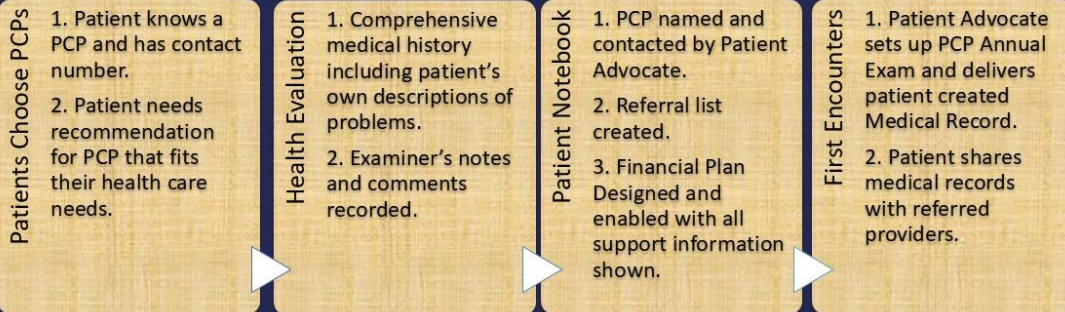 Patients Choose PCPs
1. Patient knows a
PCP and has contact
number.
2. Patient needs
recommendation
for PCP that fits
their health care
needs.
Health Evaluation
1. Comprehensive
medical history
including patient's
own descriptions of
problems.
2. Examiner's notes
and comments
recorded.
Patient Notebook
1. PCP named and
contacted by Patient
Advocate.
2. Referral list
created.
3. Financial Plan
Designed and
enabled with all
support information
shown.
First Encounters
1. Patient Advocate
sets up PCP Annual
Exam and delivers
patient created
Medical Record.
2. Patient shares
medical records
with referred
providers.